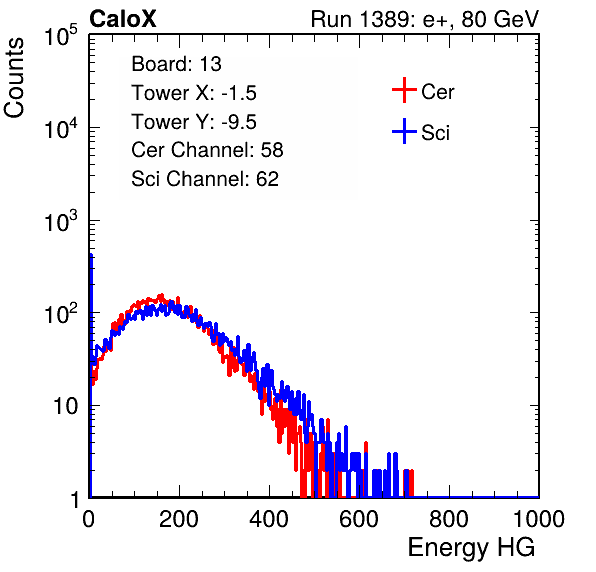 CaloX Run 1389: e+, 80 GeV
Counts
Board: 13
Tower X: -1.5
Tower Y: -9.5
Cer Channel: 58
Sci Channel: 62
Cer
Sci
10^5
10^4
10^3
10^2
10
1
0 200 400 600 800 1000
Energy HG